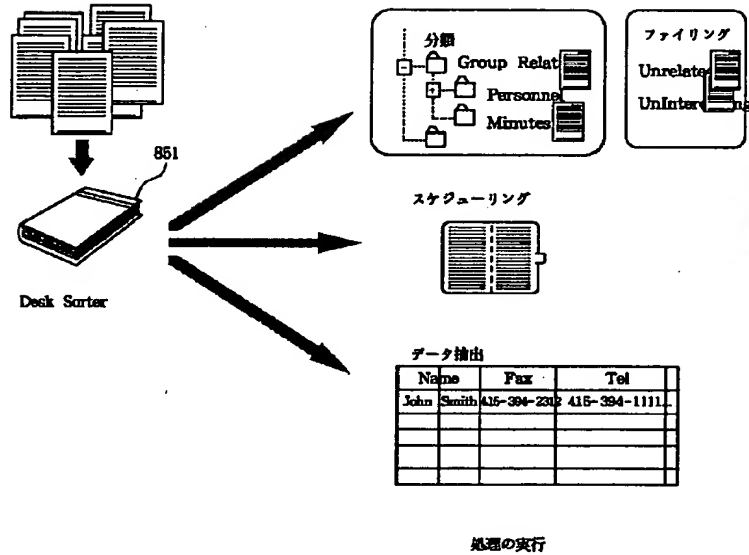 分類
Group Relat
Personne
Minutes
ファイリング
Unrelate
UnInter
851
Desk Sorter
スケジューリング
データ抽出
Name Fax Tel
John Smith 415-394-2312 415-394-1111...
処理の実行